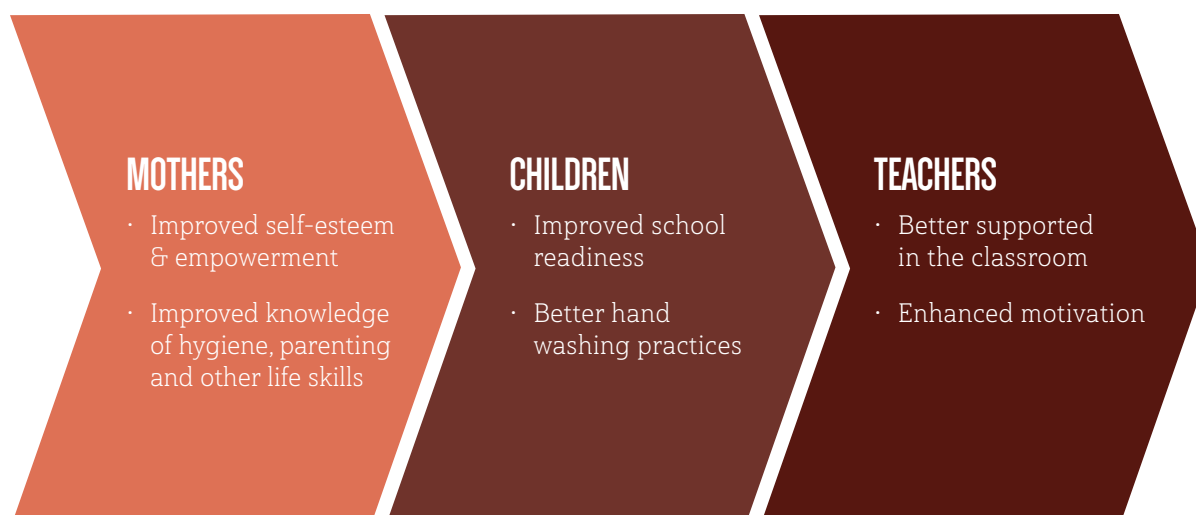 MOTHERS
· Improved self-esteem
& empowerment
· Improved knowledge
of hygiene, parenting
and other life skills
CHILDREN
· Improved school
readiness
· Better hand
washing practices
TEACHERS
· Better supported
in the classroom
· Enhanced motivation